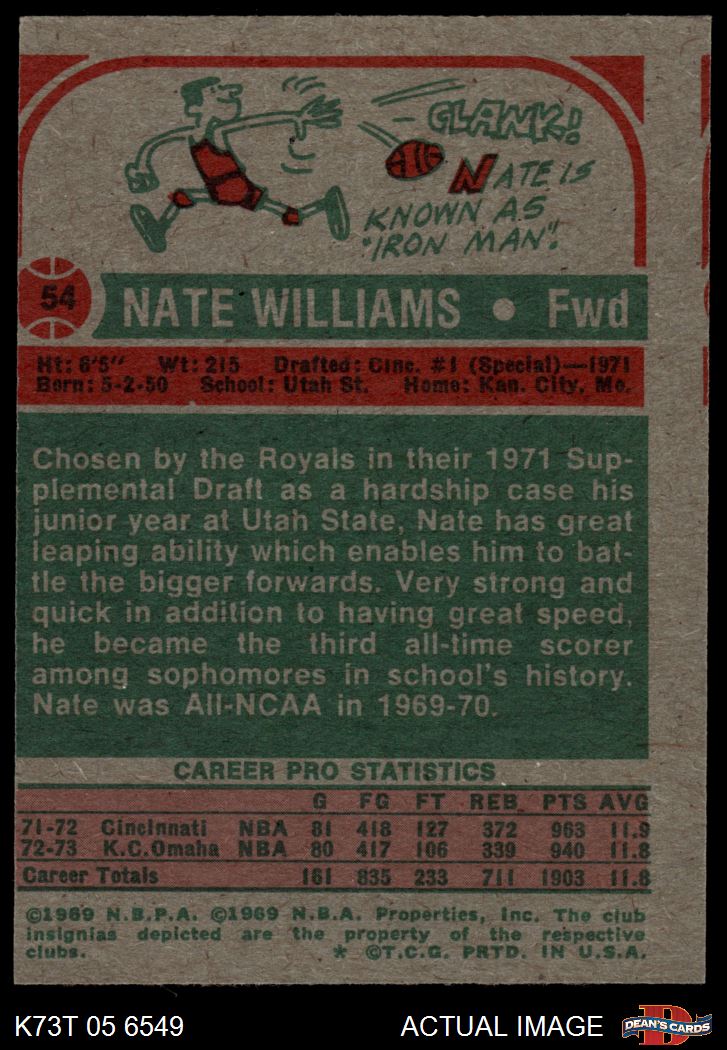 CLANK!
NATE IS
KNOWN AS
"IRON MAN".
54
NATE WILLIAMS • Fwd
Ht: 6'5" Wt: 215 Drafted: Cinc. #1 (Special)—1971
Born: 5-2-50 School: Utah St. Home: Kan. City, Mo.
Chosen by the Royals in their 1971 Sup-
plemental Draft as a hardship case his
junior year at Utah State, Nate has great
leaping ability which enables him to bat-
tle the bigger forwards. Very strong and
quick in addition to having great speed,
he became the third all-time scorer
among sophomores in school's history.
Nate was All-NCAA in 1969-70.
CAREER PRO STATISTICS
G FG FT REB. PTS AVG
71-72 Cincinnati NBA 81 418 127 372 963 11.9
72-73 K.C.Omaha NBA 80 417 106 339 940 11.8
Career Totals 161 835 233 711 1903 11.8
©1969 N.B.P.A. ©1969 N.B.A. Properties, Inc. The club
insignias depicted are the property of the respective
clubs. * ©T.C.G. PRTD. IN U.S.A.
K73T 05 6549 ACTUAL IMAGE
D
DEAN'S CARDS